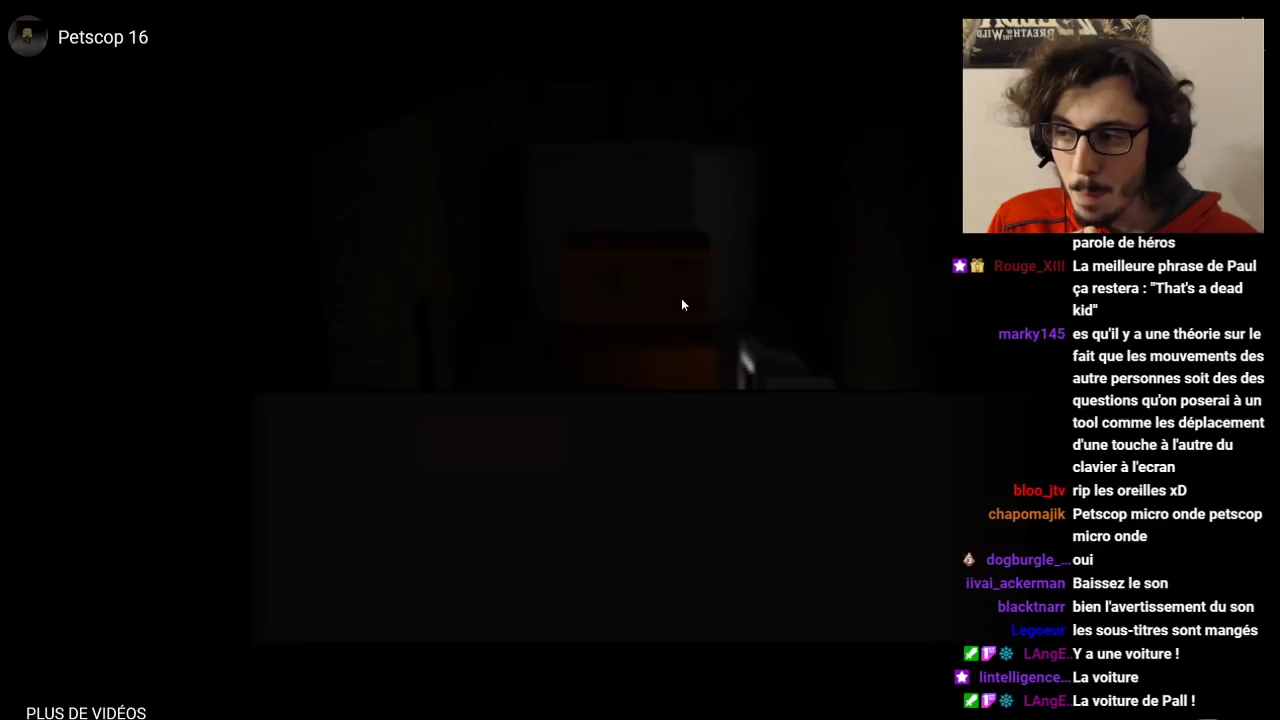 Petscop 16
BREATH OF THE WILD
parole de héros
Rouge_XIII La meilleure phrase de Paul
ça restera : "That's a dead
kid"
marky145 es qu'il y a une théorie sur le
fait que les mouvements des
autre personnes soit des des
questions qu'on poserai à un
tool comme les déplacement
d'une touche à l'autre du
clavier à l'ecran
bloo_jtv rip les oreilles xD
chapomajik Petscop micro onde petscop
micro onde
dogburgle_... oui
iivai_ackerman Baissez le son
blacktnarr bien l'avertissement du son
Legoeur les sous-titres sont mangés
LAngE.. Y a une voiture !
lintelligence... La voiture
LAngE.. La voiture de Pall !
PLUS DE VIDÉOS